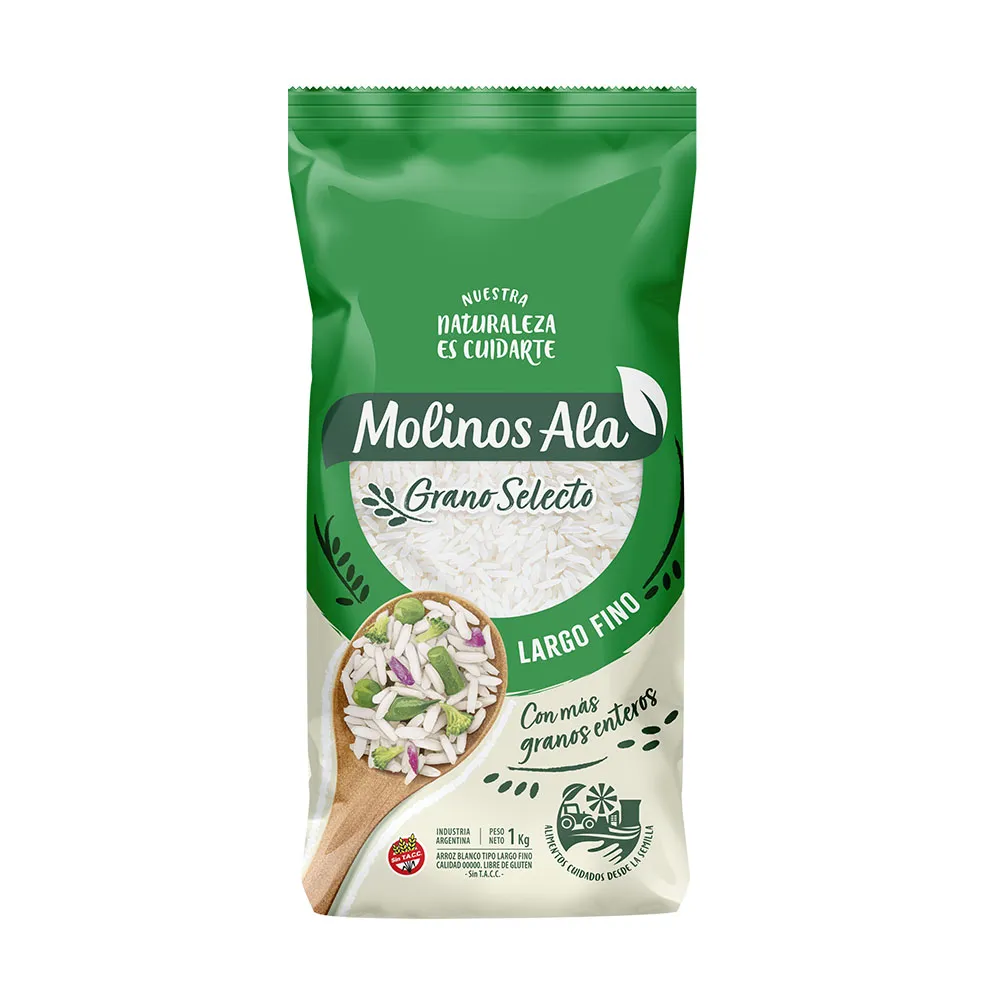 NUESTRA
NATURALEZA
ES CUIDARTE
Molinos Ala
Grano Selecto
LARGO FINO
Con más
granos enteros
INDUSTRIA
ARGENTINA
PESO
NETO 1 Kg
ARROZ BLANCO TIPO LARGO FINO
CALIDAD 00000. LIBRE DE GLUTEN
- Sin T.A.C.C. -
Sin T.A.C.C.
ALIMENTOS CUIDADOS DESDE LA SEMILLA